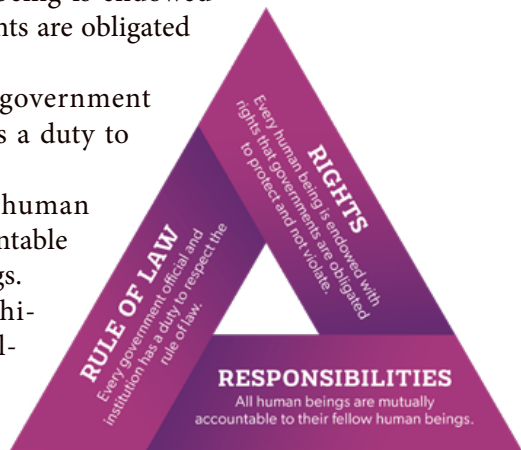 being is endowed
nts are obligated
government
s a duty to
human
ntable
gs.
hi-
l-
RIGHTS
Every human being is endowed with
rights that governments are obligated
to protect and not violate.
RULE OF LAW
Every government official and
institution has a duty to respect the
rule of law.
RESPONSIBILITIES
All human beings are mutually
accountable to their fellow human beings.